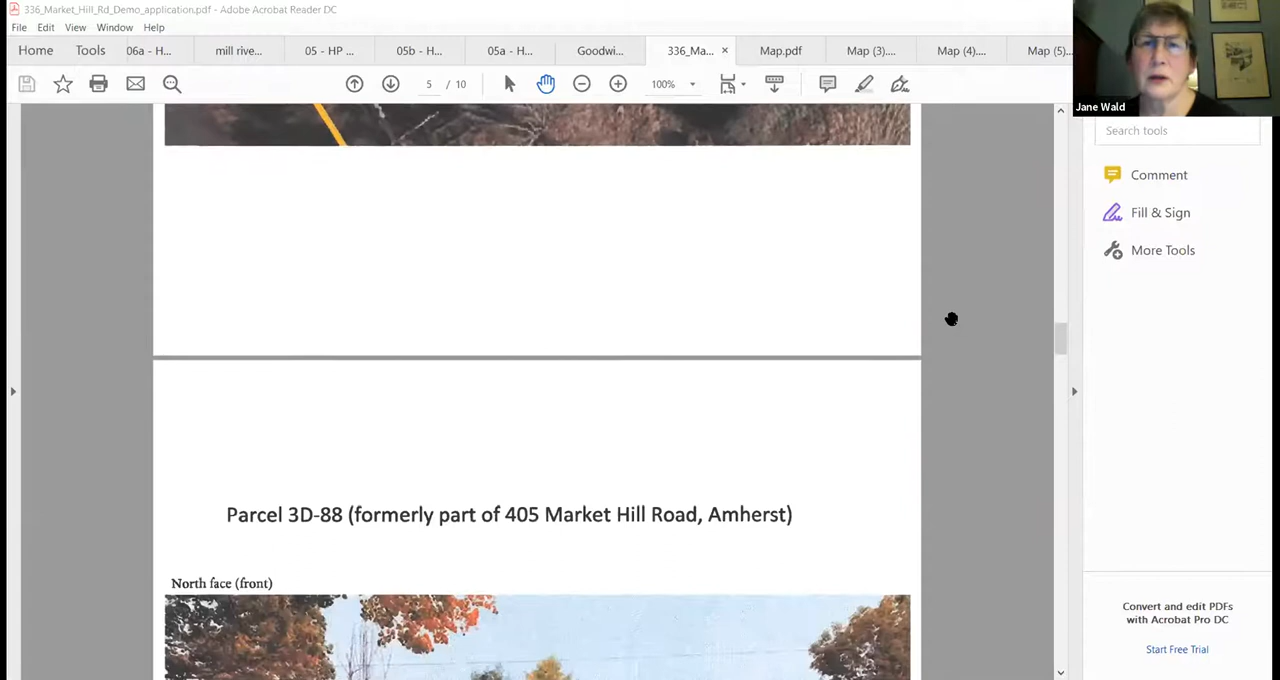 336_Market_Hill_Rd_Demo_application.pdf - Adobe Acrobat Reader DC
File Edit View Window Help
Home Tools 06a - H... mill rive... 05 - HP ... 05b - H... 05a - H... Goodwi... 336_Ma... × Map.pdf Map (3).... Map (4).... Map (5)....
5 / 10 100%
Jane Wald
Search tools
Comment
Fill & Sign
More Tools
Parcel 3D-88 (formerly part of 405 Market Hill Road, Amherst)
North face (front)
Convert and edit PDFs
with Acrobat Pro DC
Start Free Trial